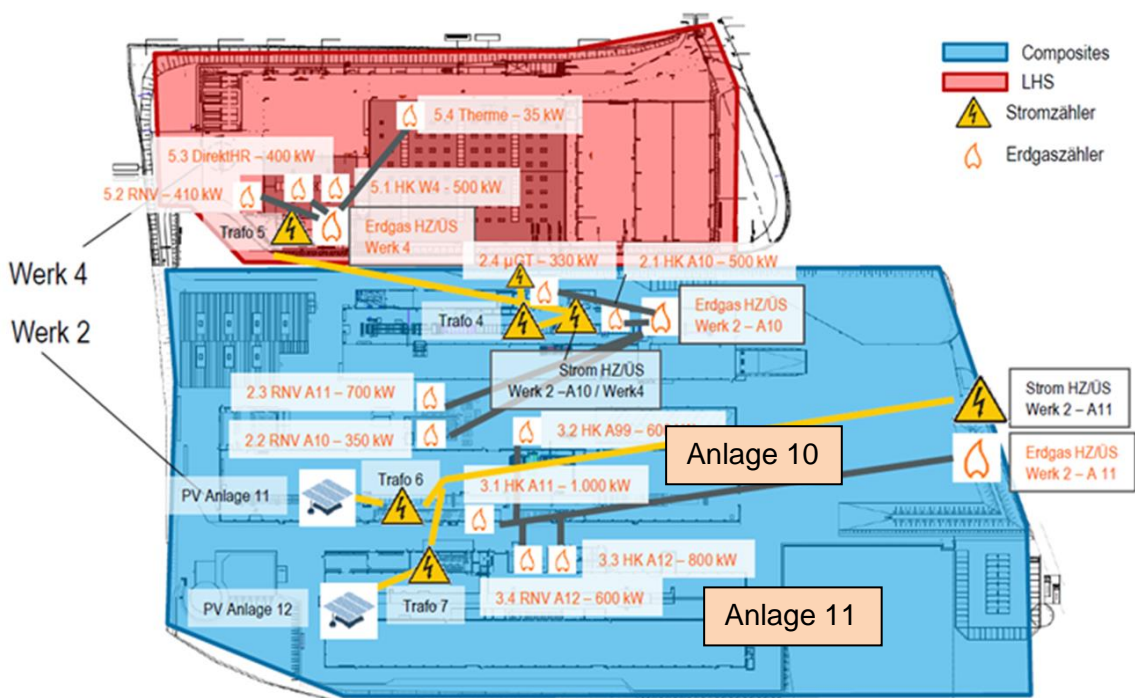 Composites
LHS
Stromzähler
Erdgaszähler
5.4 Therme – 35 kW
5.3 DirektHR – 400 kW
5.2 RNV – 410 kW
5.1 HK W4 - 500 kW
Trafo 5
Erdgas HZ/ÜS
Werk 4
Werk 4
Werk 2
2.4 µGT – 330 kW
2.1 HK A10 – 500 kW
Trafo 4
Erdgas HZ/ÜS
Werk 2 – A10
Strom HZ/ÜS
Werk 2 –A10 / Werk4
2.3 RNV A11 – 700 kW
2.2 RNV A10 – 350 kW
3.2 HK A99 – 600
Strom HZ/ÜS
Werk 2 – A11
Erdgas HZ/ÜS
Werk 2 – A 11
Anlage 10
Trafo 6
PV Anlage 11
3.1 HK A11 – 1.000 kW
3.3 HK A12 – 800 kW
3.4 RNV A12 – 600 kW
PV Anlage 12
Trafo 7
Anlage 11